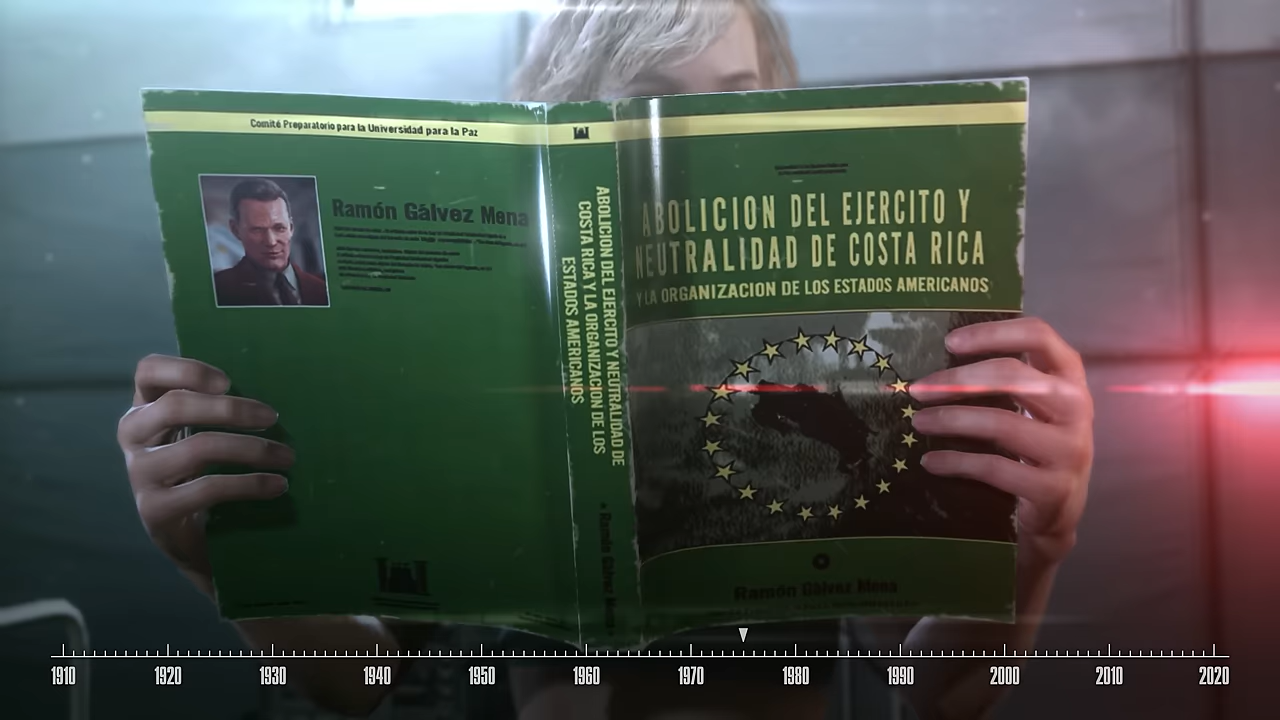 Comité Preparatorio para la Universidad para la Paz
Ramón Gálvez Mena
ABOLICION DEL EJERCITO Y NEUTRALIDAD DE
COSTA RICA Y LA ORGANIZACION DE LOS
ESTADOS AMERICANOS
Ramón Gálvez Mena
ABOLICION DEL EJERCITO Y
NEUTRALIDAD DE COSTA RICA
Y LA ORGANIZACION DE LOS ESTADOS AMERICANOS
Ramón Gálvez Mena
1910 1920 1930 1940 1950 1960 1970 1980 1990 2000 2010 2020